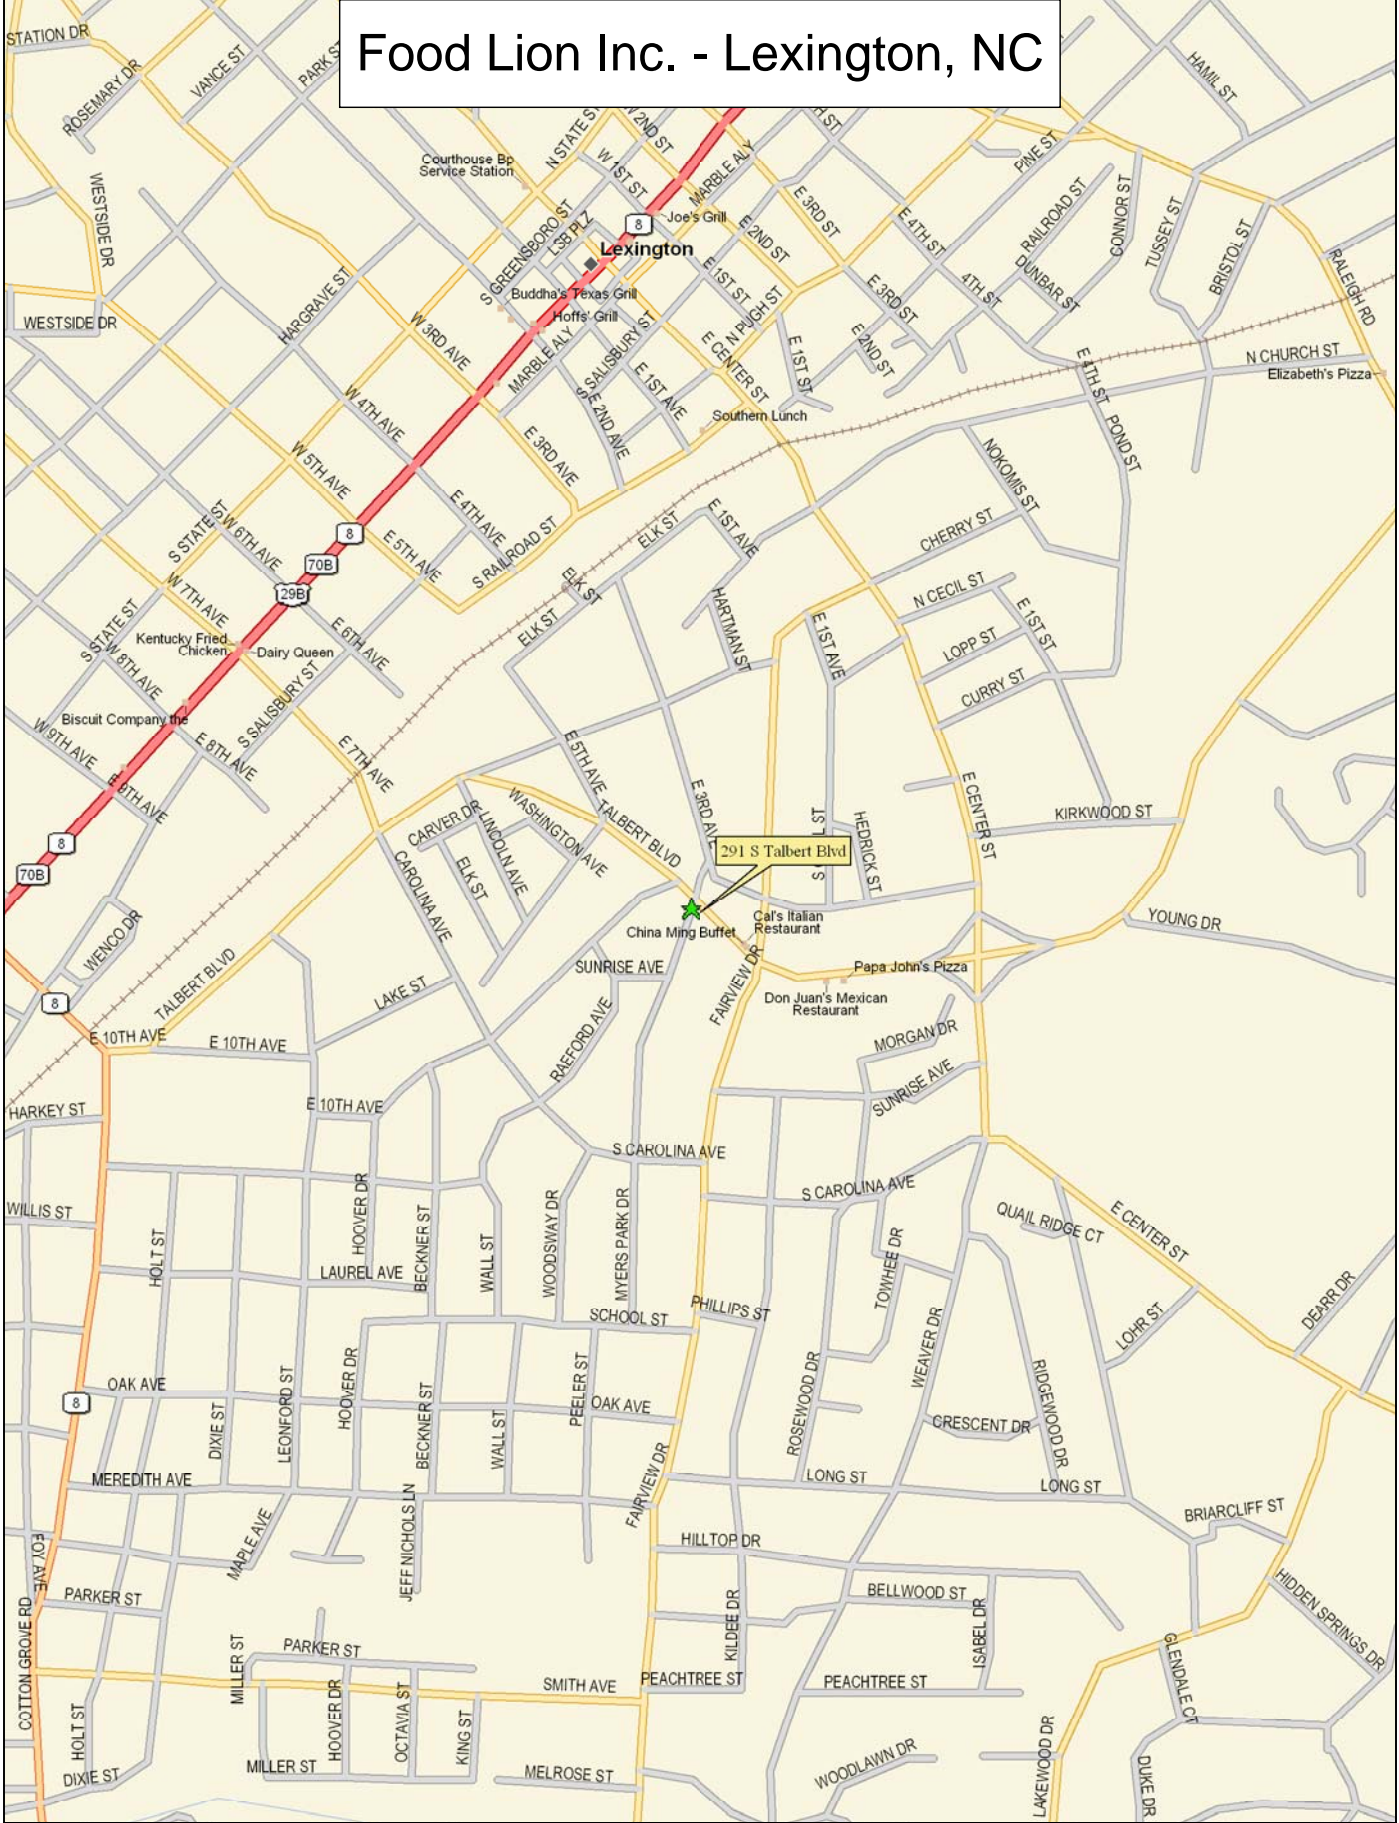 Food Lion Inc. - Lexington, NC
STATION DR
ROSEMARY DR
VANCE ST
PARK ST
HAMIL ST
N STATE ST
W 2ND ST
Courthouse Bp
Service Station
W 1ST ST
MARBLE ALY
PINE ST
WESTSIDE DR
S GREENSBORO ST
LSB PLZ
8
Joe's Grill
Lexington
E 2ND ST
E 3RD ST
E 4TH ST
RAILROAD ST
CONNOR ST
TUSSEY ST
BRISTOL ST
RALEIGH RD
E 1ST ST
N PUGH ST
E 3RD ST
4TH ST
DUNBAR ST
Buddha's Texas Grill
Hoffs' Grill
WESTSIDE DR
HARGRAVE ST
W 3RD AVE
MARBLE ALY
S SALISBURY ST
E CENTER ST
E 1ST ST
E 2ND ST
E 4TH ST
N CHURCH ST
Elizabeth's Pizza
W 4TH AVE
E 1ST AVE
E 2ND AVE
Southern Lunch
POND ST
W 5TH AVE
E 3RD AVE
NOKOMIS ST
S STATE ST
W 6TH AVE
8
E 4TH AVE
E 5TH AVE
S RAILROAD ST
ELK ST
E 1ST AVE
CHERRY ST
70B
29B
W 7TH AVE
ELK ST
ELK ST
HARTMAN ST
E 1ST AVE
N CECIL ST
E 1ST ST
LOPP ST
CURRY ST
S STATE ST
W 8TH AVE
Kentucky Fried
Chicken
Dairy Queen
E 6TH AVE
S SALISBURY ST
Biscuit Company the
W 9TH AVE
E 8TH AVE
E 7TH AVE
E 5TH AVE
E 9TH AVE
E 3RD AVE
WASHINGTON AVE
TALBERT BLVD
CARVER DR
LINCOLN AVE
E CENTER ST
KIRKWOOD ST
HEDRICK ST
8
70B
CAROLINA AVE
ELK ST
291 S Talbert Blvd
China Ming Buffet
Cal's Italian
Restaurant
YOUNG DR
WENCO DR
TALBERT BLVD
LAKE ST
SUNRISE AVE
FAIRVIEW DR
Papa John's Pizza
Don Juan's Mexican
Restaurant
8
E 10TH AVE
E 10TH AVE
RAEFORD AVE
MORGAN DR
SUNRISE AVE
HARKEY ST
E 10TH AVE
S CAROLINA AVE
S CAROLINA AVE
WILLIS ST
HOLT ST
HOOVER DR
BECKNER ST
WALL ST
WOODSWAY DR
MYERS PARK DR
TOWHEE DR
QUAIL RIDGE CT
E CENTER ST
LAUREL AVE
SCHOOL ST
PHILLIPS ST
WEAVER DR
LOHR ST
DEARR DR
OAK AVE
8
DIXIE ST
LEONFORD ST
HOOVER DR
BECKNER ST
WALL ST
PEELER ST
OAK AVE
ROSEWOOD DR
CRESCENT DR
RIDGEWOOD DR
MEREDITH AVE
JEFF NICHOLS LN
FAIRVIEW DR
LONG ST
LONG ST
BRIARCLIFF ST
FOY AVE
MAPLE AVE
HILLTOP DR
PARKER ST
BELLWOOD ST
HIDDEN SPRINGS DR
COTTON GROVE RD
KILDEE DR
ISABEL DR
GLENDALE CT
MILLER ST
PARKER ST
SMITH AVE
PEACHTREE ST
PEACHTREE ST
HOLT ST
HOOVER DR
OCTAVIA ST
KING ST
WOODLAWN DR
LAKEWOOD DR
DUKE DR
DIXIE ST
MILLER ST
MELROSE ST